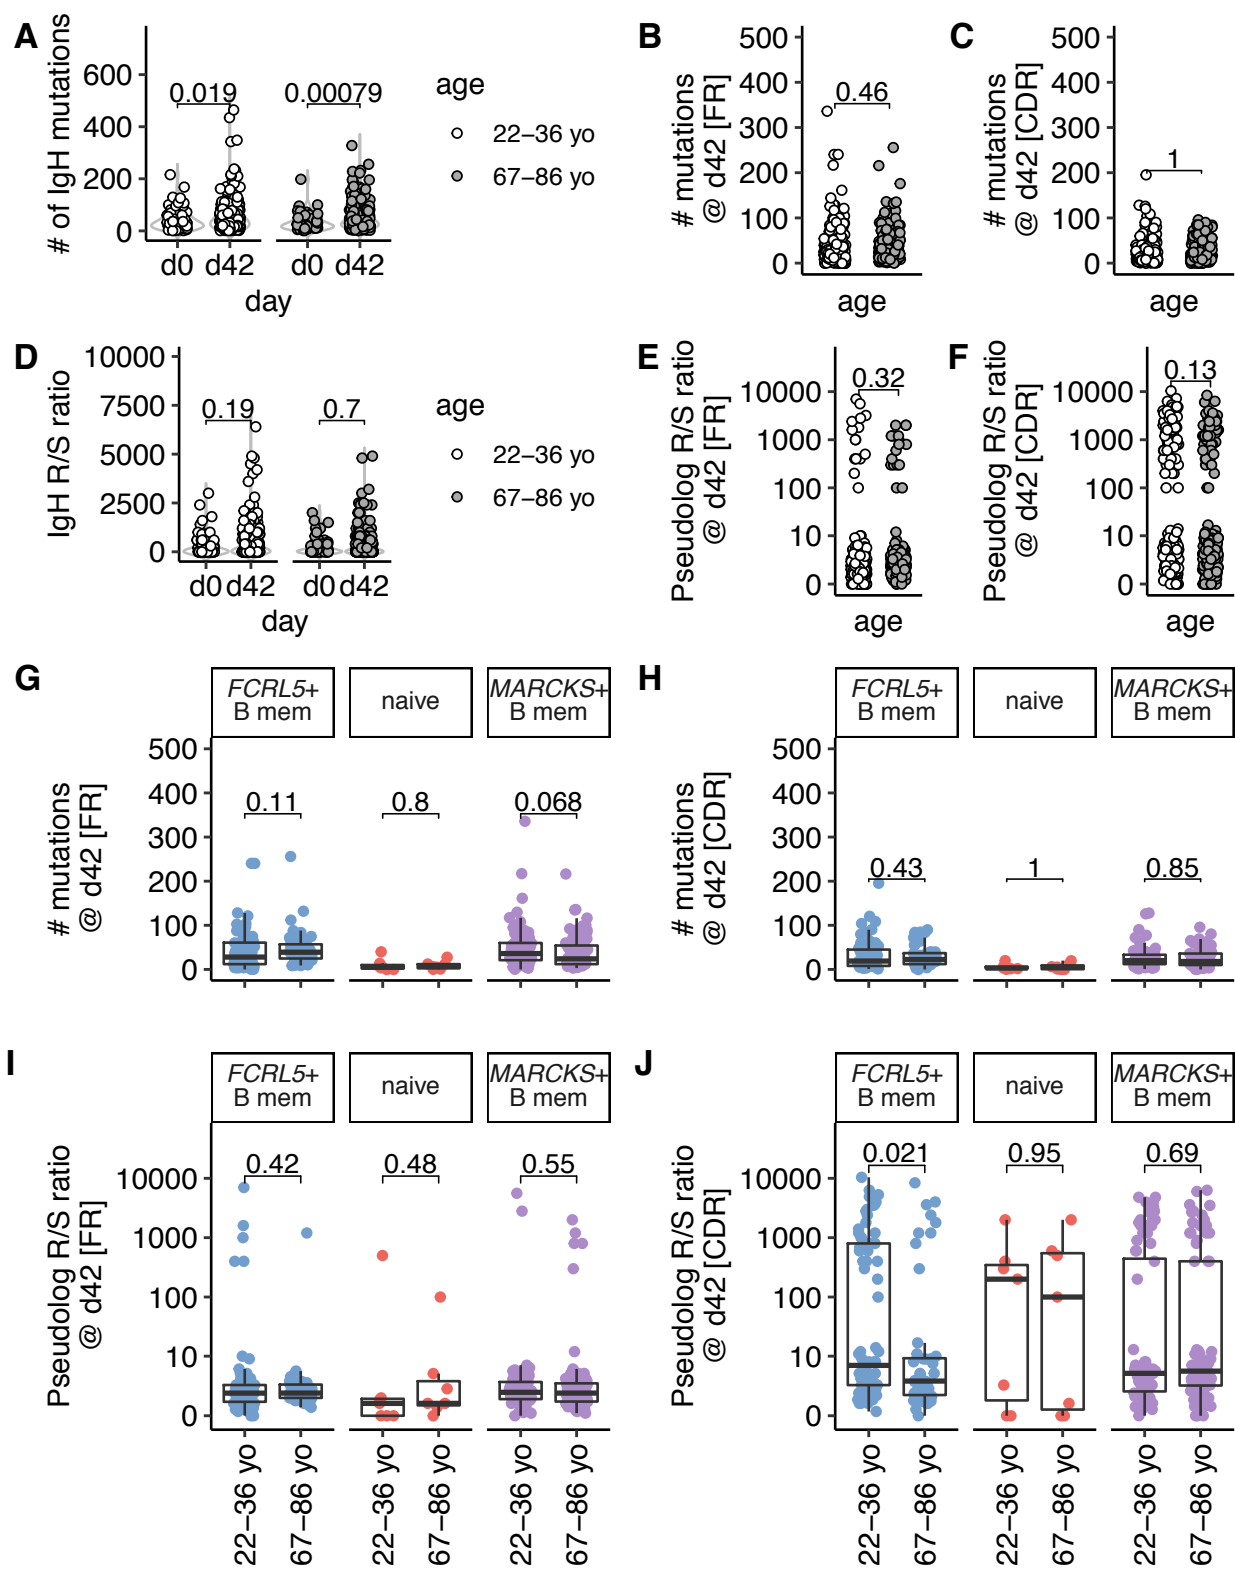 A
# of IgH mutations
600
400
200
0
0.019
0.00079
d0
d42
d0
d42
day
age
22–36 yo
67–86 yo
B
# mutations
@ d42 [FR]
500
400
300
200
100
0
0.46
age
C
# mutations
@ d42 [CDR]
500
400
300
200
100
0
1
age
D
IgH R/S ratio
10000
7500
5000
2500
0
0.19
0.7
d0
d42
d0
d42
day
age
22–36 yo
67–86 yo
E
Pseudolog R/S ratio
@ d42 [FR]
10000
1000
100
10
0
0.32
age
F
Pseudolog R/S ratio
@ d42 [CDR]
10000
1000
100
10
0
0.13
age
G
FCRL5+
B mem
naive
MARCKS+
B mem
# mutations
@ d42 [FR]
500
400
300
200
100
0
0.11
0.8
0.068
H
FCRL5+
B mem
naive
MARCKS+
B mem
# mutations
@ d42 [CDR]
500
400
300
200
100
0
0.43
1
0.85
I
FCRL5+
B mem
naive
MARCKS+
B mem
Pseudolog R/S ratio
@ d42 [FR]
10000
1000
100
10
0
0.42
0.48
0.55
22–36 yo
67–86 yo
22–36 yo
67–86 yo
22–36 yo
67–86 yo
J
FCRL5+
B mem
naive
MARCKS+
B mem
Pseudolog R/S ratio
@ d42 [CDR]
10000
1000
100
10
0
0.021
0.95
0.69
22–36 yo
67–86 yo
22–36 yo
67–86 yo
22–36 yo
67–86 yo